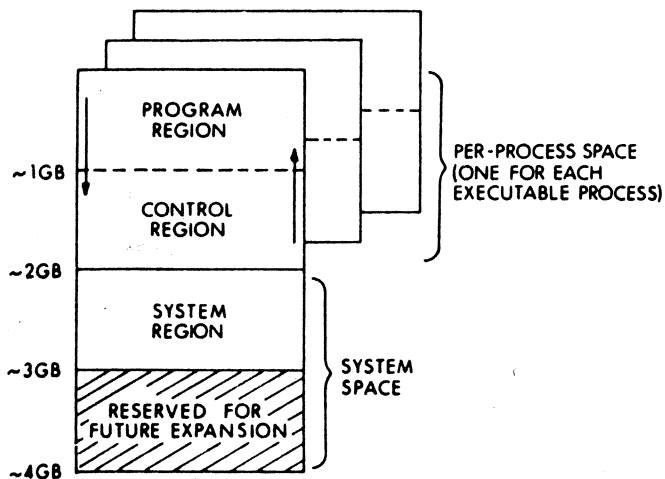 PROGRAM
REGION
~1GB
PER-PROCESS SPACE
(ONE FOR EACH
EXECUTABLE PROCESS)
CONTROL
REGION
~2GB
SYSTEM
REGION
~3GB
SYSTEM
SPACE
RESERVED FOR
FUTURE EXPANSION
~4GB